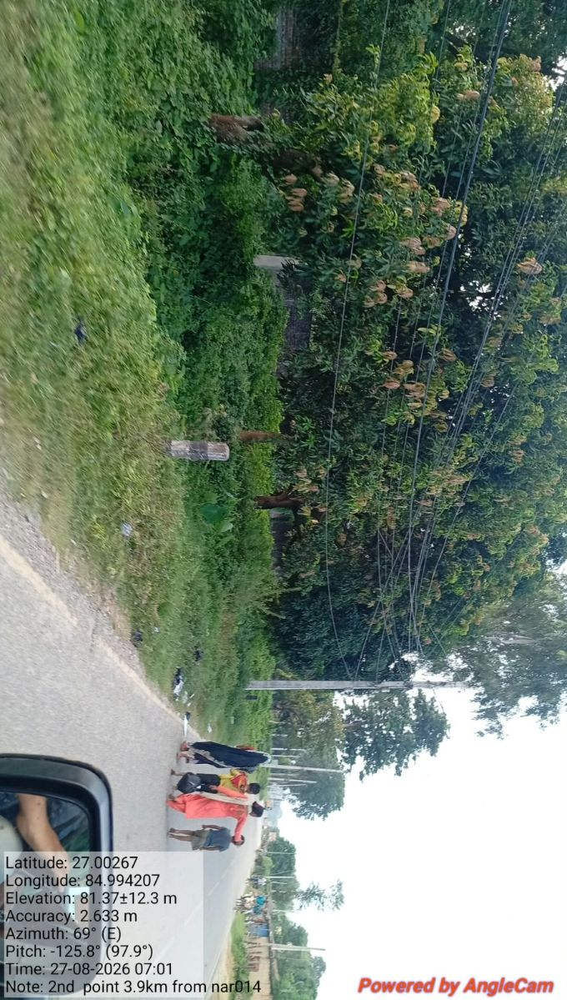 Latitude: 27.00267
Longitude: 84.994207
Elevation: 81.37±12.3 m
Accuracy: 2.633 m
Azimuth: 69° (E)
Pitch: -125.8° (97.9°)
Time: 27-08-2026 07:01
Note: 2nd point 3.9km from nar014
Powered by AngleCam